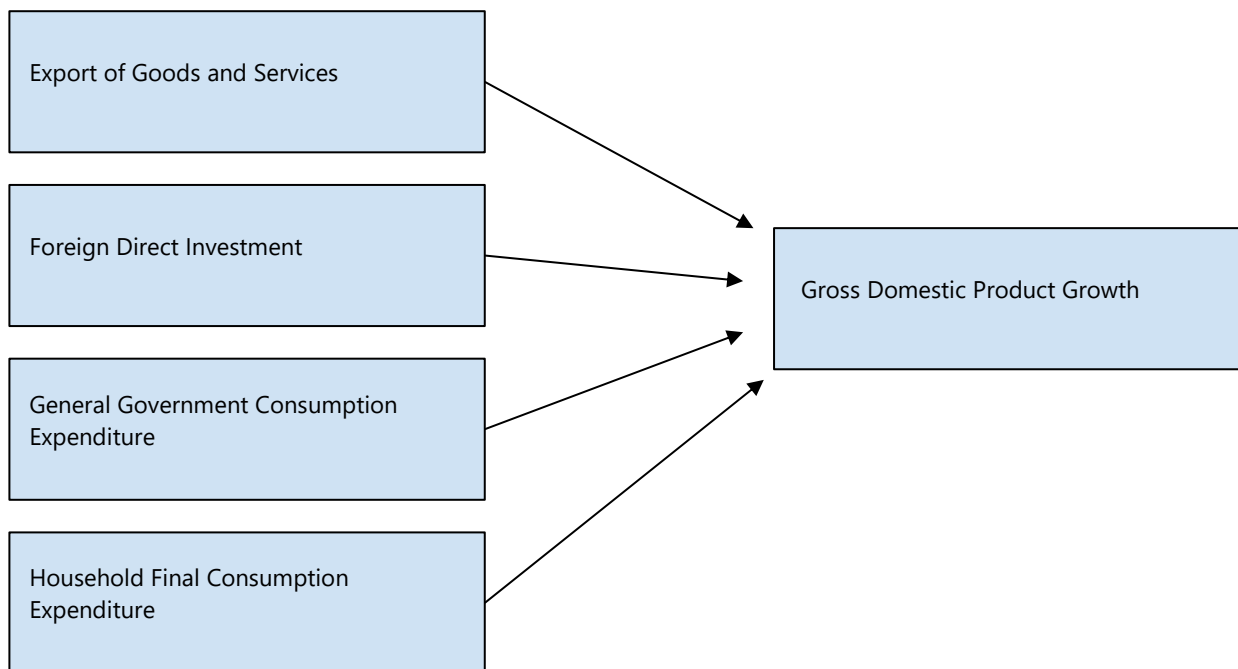 Export of Goods and Services
Foreign Direct Investment
Gross Domestic Product Growth
General Government Consumption
Expenditure
Household Final Consumption
Expenditure